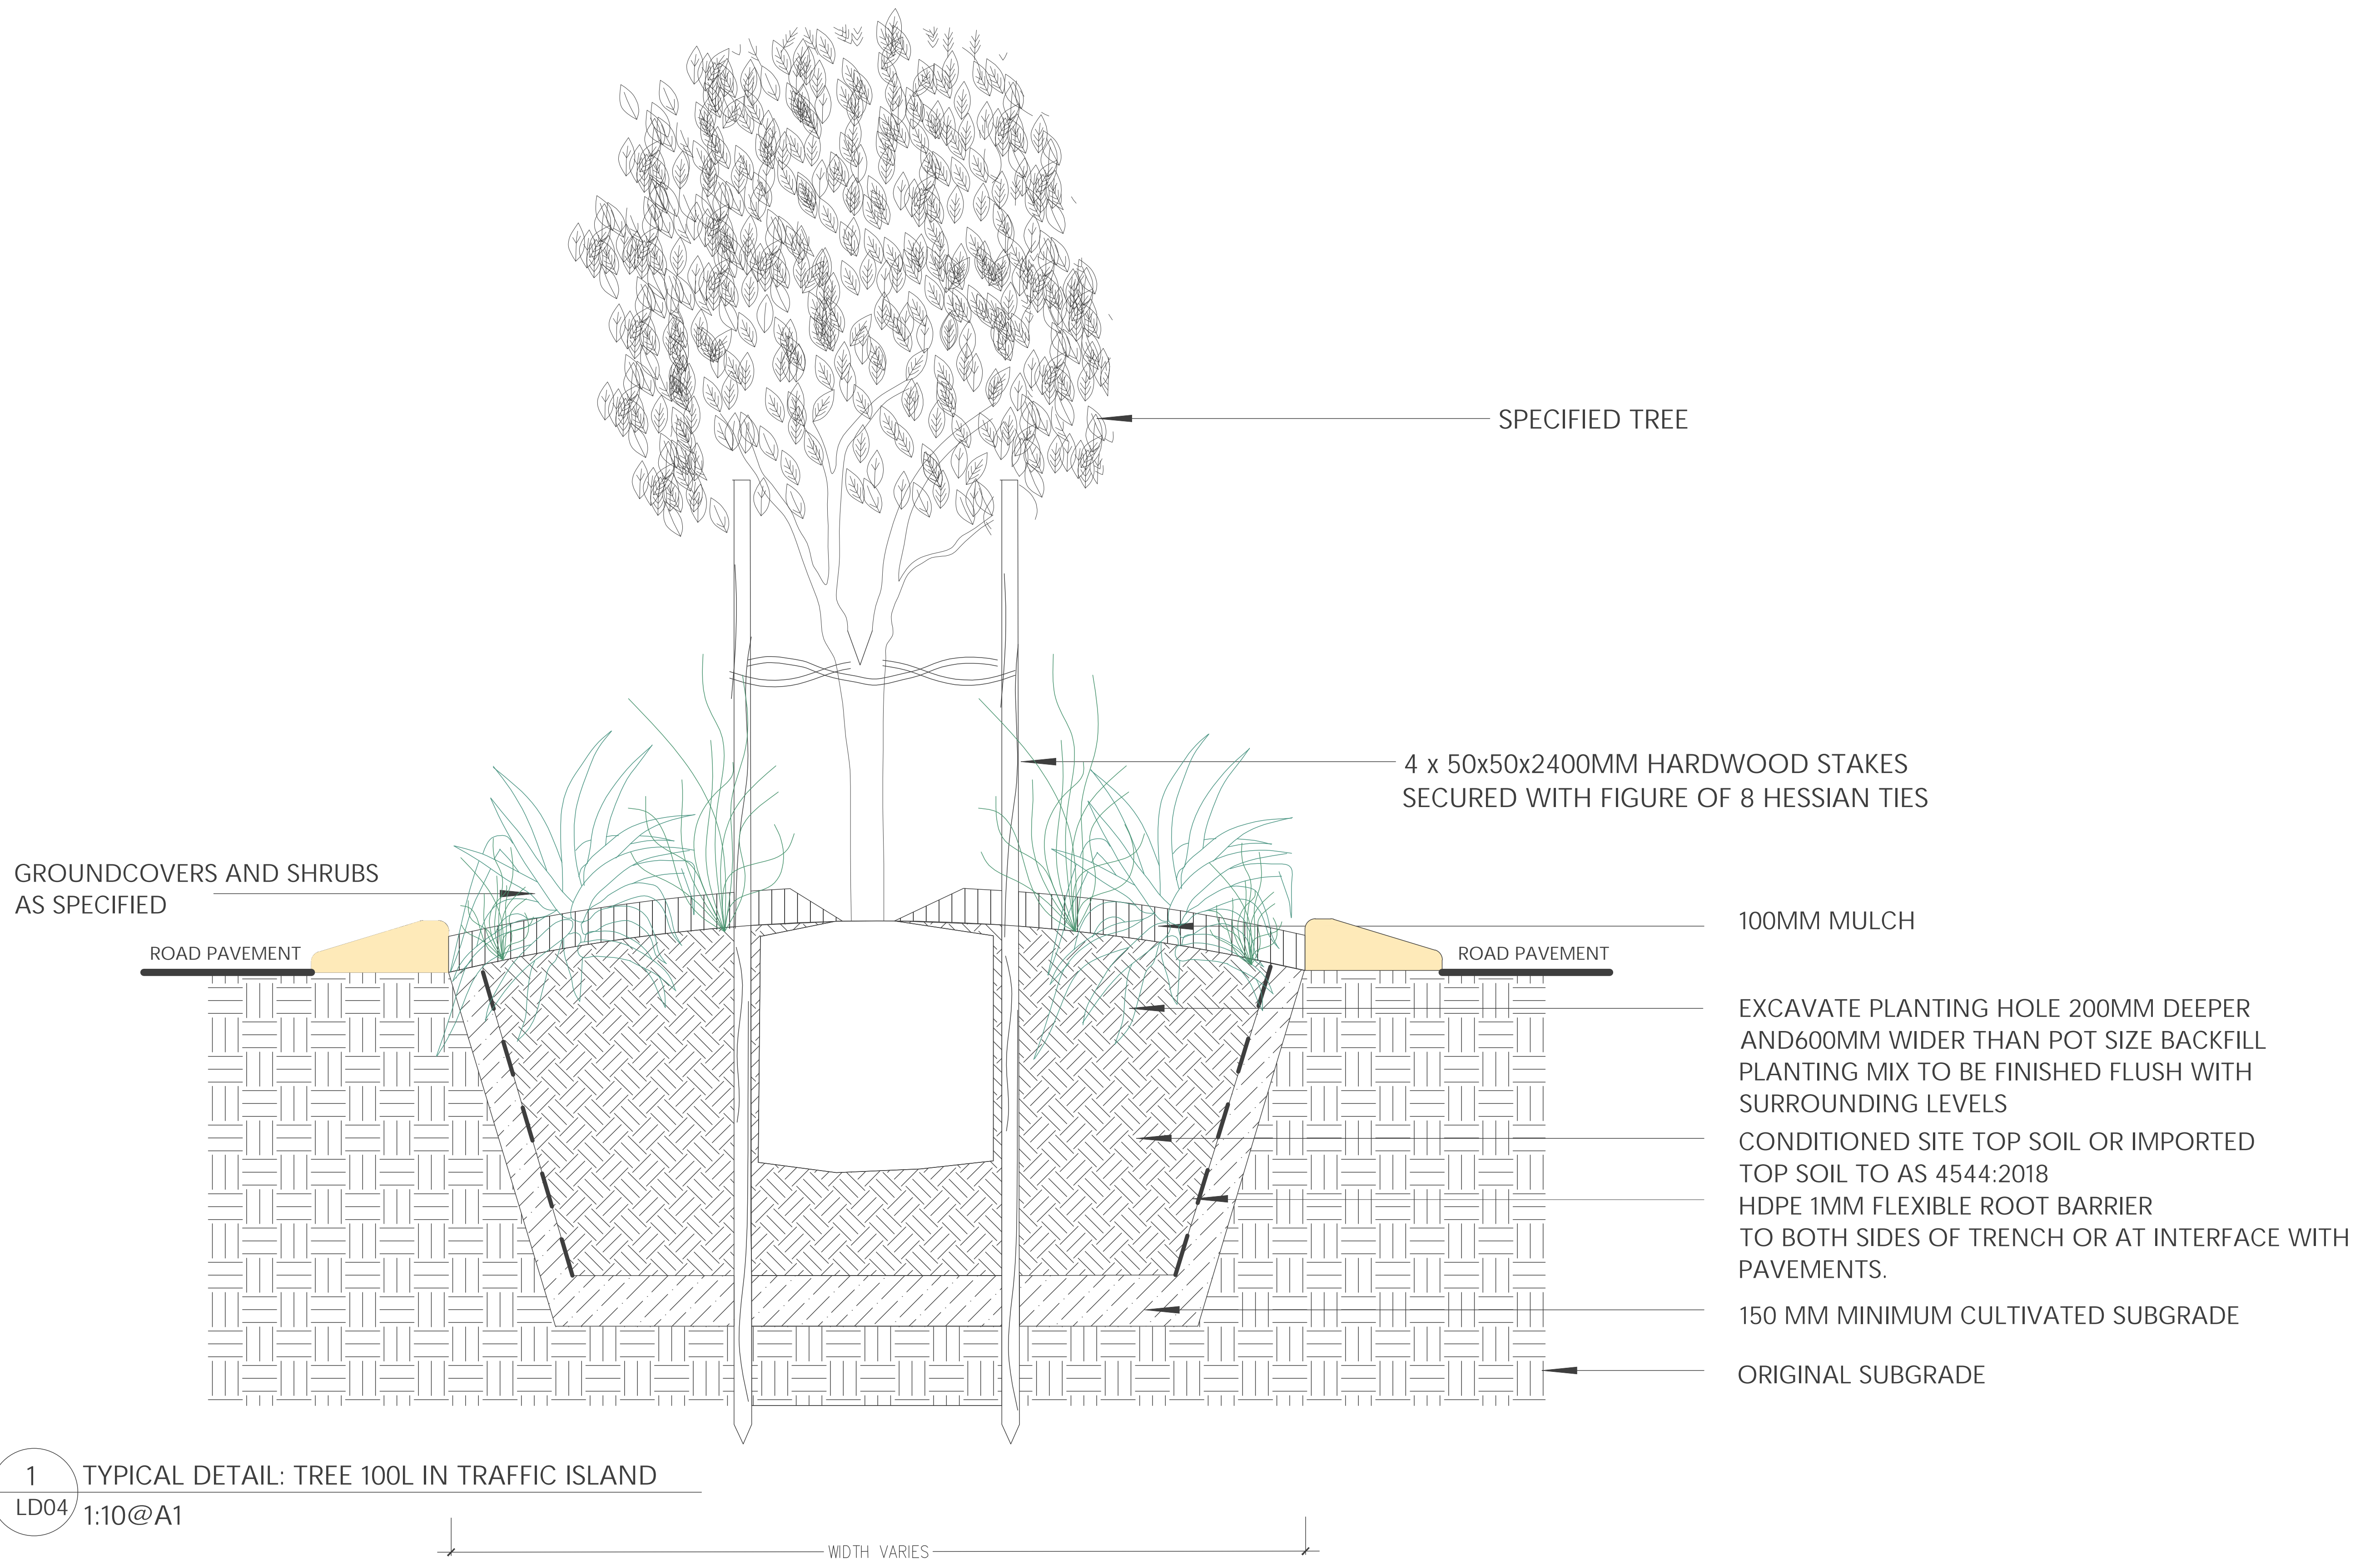 SPECIFIED TREE
4 x 50x50x2400MM HARDWOOD STAKES
SECURED WITH FIGURE OF 8 HESSIAN TIES
GROUNDCOVERS AND SHRUBS
AS SPECIFIED
ROAD PAVEMENT
ROAD PAVEMENT
100MM MULCH
EXCAVATE PLANTING HOLE 200MM DEEPER
AND600MM WIDER THAN POT SIZE BACKFILL
PLANTING MIX TO BE FINISHED FLUSH WITH
SURROUNDING LEVELS
CONDITIONED SITE TOP SOIL OR IMPORTED
TOP SOIL TO AS 4544:2018
HDPE 1MM FLEXIBLE ROOT BARRIER
TO BOTH SIDES OF TRENCH OR AT INTERFACE WITH
PAVEMENTS.
150 MM MINIMUM CULTIVATED SUBGRADE
ORIGINAL SUBGRADE
1
LD04
TYPICAL DETAIL: TREE 100L IN TRAFFIC ISLAND
1:10@A1
WIDTH VARIES